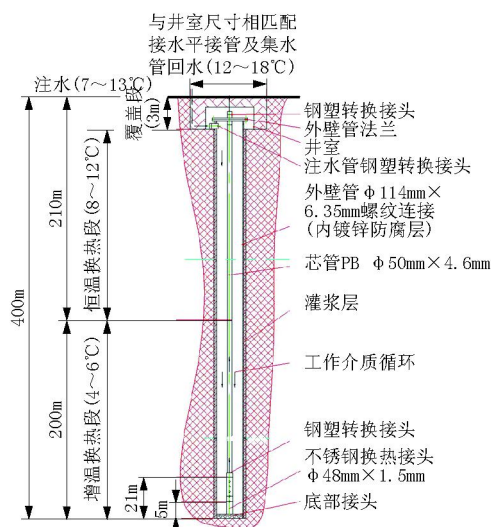 与井室尺寸相匹配
接水平接管及集水
管回水(12～18℃)
注水(7～13℃)
覆盖段
(3m)
钢塑转换接头
外壁管法兰
井室
注水管钢塑转换接头
外壁管φ114mm×
6.35mm螺纹连接
(内镀锌防腐层)
芯管PB φ50mm×4.6mm
灌浆层
工作介质循环
钢塑转换接头
不锈钢换热接头
φ48mm×1.5mm
底部接头
400m
210m
恒温换热段(8～12℃)
200m
增温换热段(4～6℃)
21m
5m